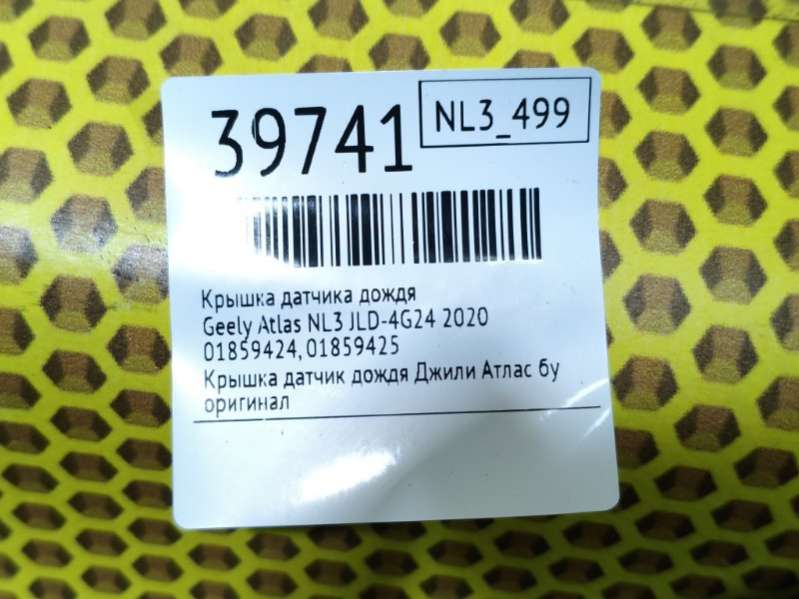 39741
NL3_499
Крышка датчика дождя
Geely Atlas NL3 JLD-4G24 2020
01859424, 01859425
Крышка датчик дождя Джили Атлас бу
оригинал